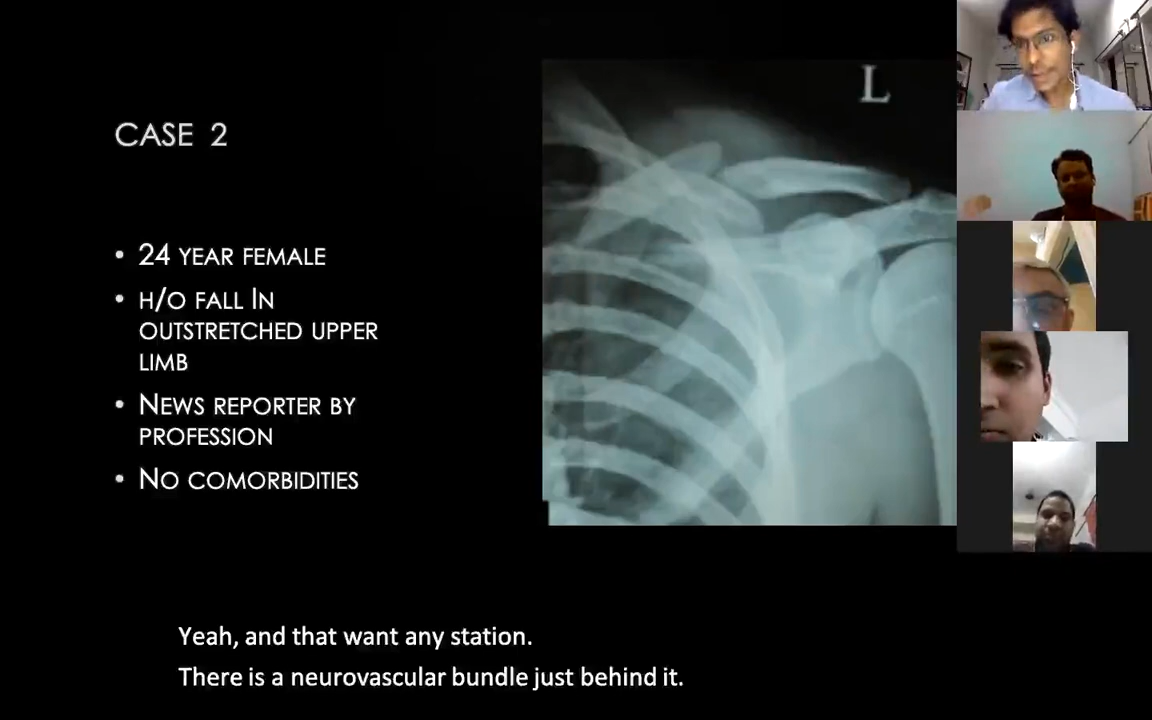 CASE 2
• 24 YEAR FEMALE
• H/O FALL IN
OUTSTRETCHED UPPER
LIMB
• NEWS REPORTER BY
PROFESSION
• NO COMORBIDITIES
L
Yeah, and that want any station.
There is a neurovascular bundle just behind it.